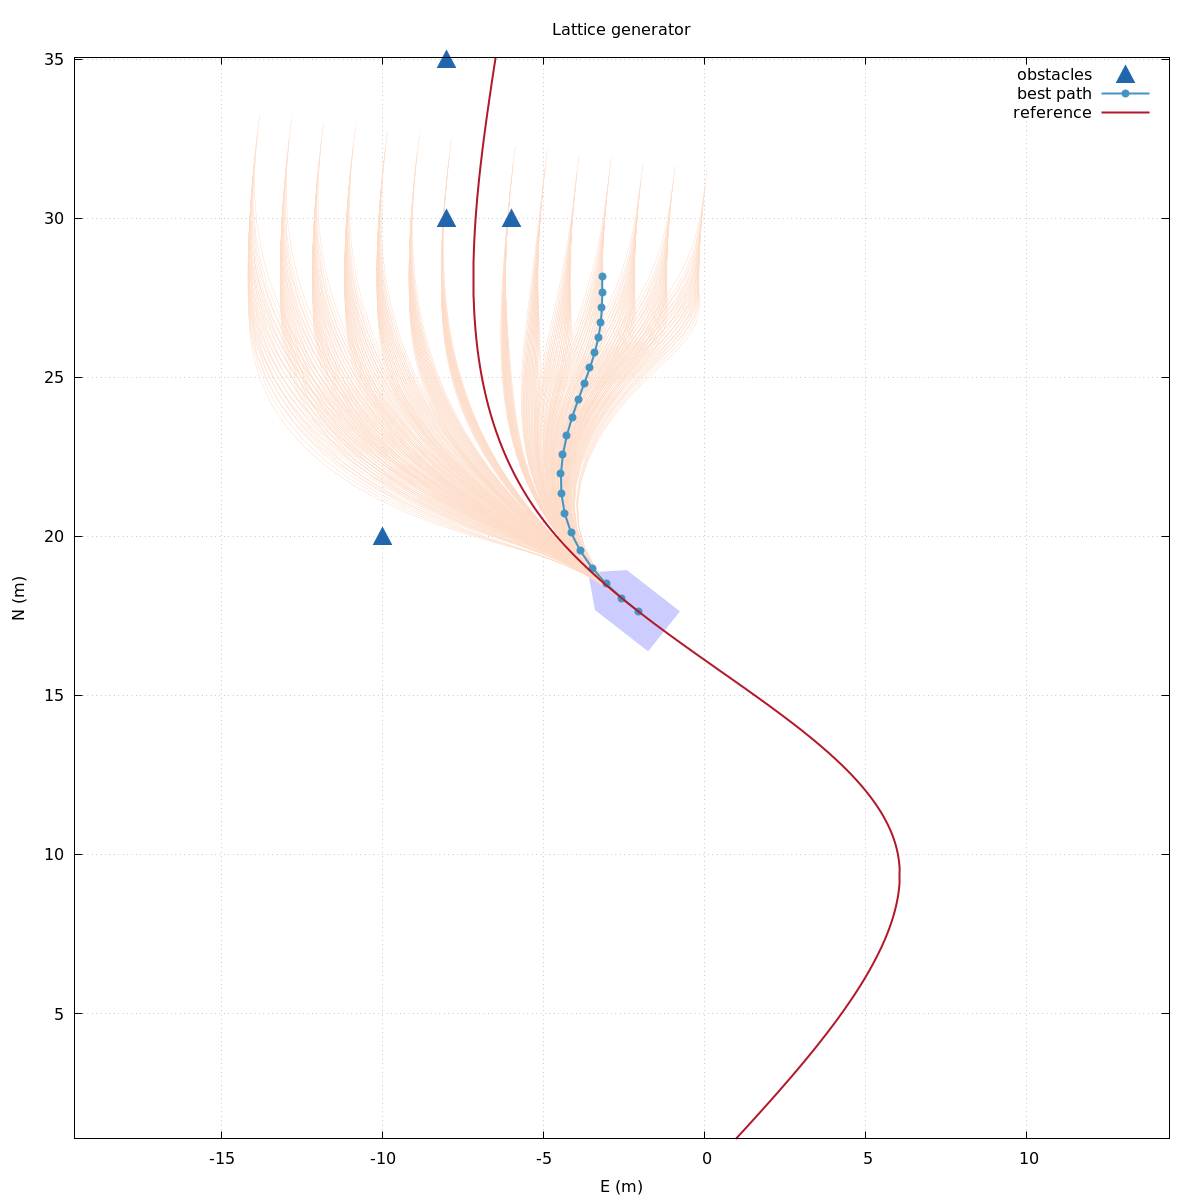 Lattice generator
obstacles
best path
reference
35
30
25
20
15
10
5
N (m)
-15 -10 -5 0 5 10
E (m)